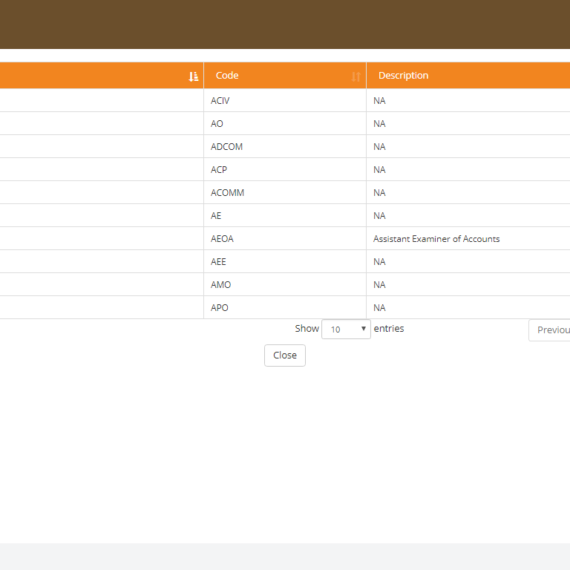 Code Description
ACIV NA
AO NA
ADCOM NA
ACP NA
ACOMM NA
AE NA
AEOA Assistant Examiner of Accounts
AEE NA
AMO NA
APO NA
Show 10 entries Previou
Close